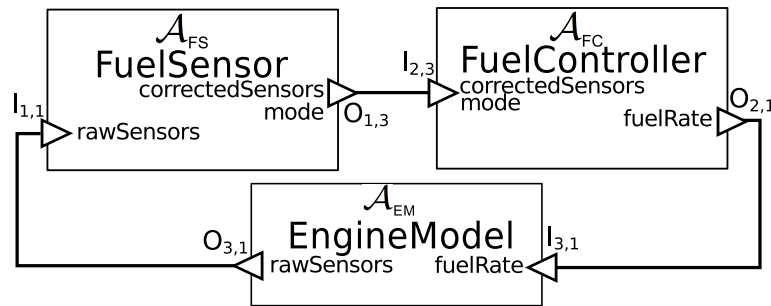 𝒜FS
FuelSensor
correctedSensors
mode
I1,1
rawSensors
O1,3
I2,3
𝒜FC
FuelController
correctedSensors
mode
fuelRate
O2,1
𝒜EM
EngineModel
O3,1
rawSensors
fuelRate
I3,1